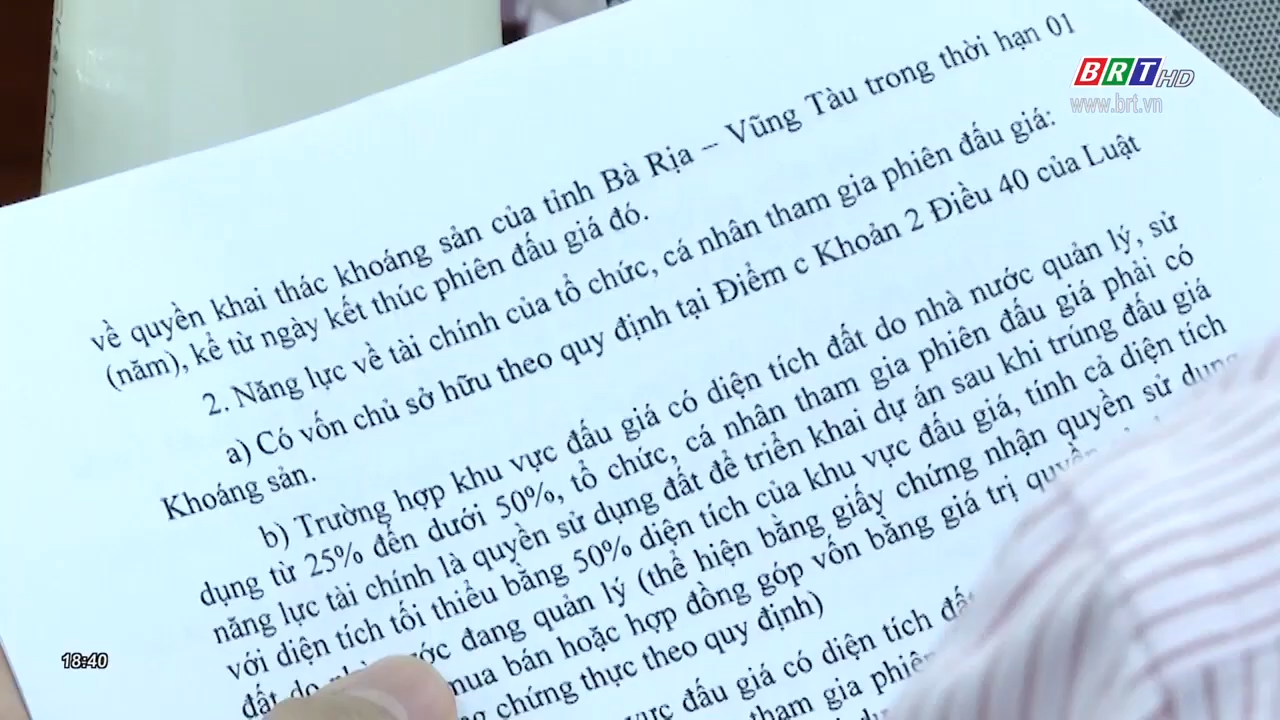 BRT HD
www.brt.vn
về quyền khai thác khoáng sản của tỉnh Bà Rịa – Vũng Tàu trong thời hạn 01
(năm), kể từ ngày kết thúc phiên đấu giá đó.
2. Năng lực về tài chính của tổ chức, cá nhân tham gia phiên đấu giá:
a) Có vốn chủ sở hữu theo quy định tại Điểm c Khoản 2 Điều 40 của Luật
Khoáng sản.
b) Trường hợp khu vực đấu giá có diện tích đất do nhà nước quản lý, sử
dụng từ 25% đến dưới 50%, tổ chức, cá nhân tham gia phiên đấu giá phải có
năng lực tài chính là quyền sử dụng đất để triển khai dự án sau khi trúng đấu giá
với diện tích tối thiểu bằng 50% diện tích của khu vực đấu giá, tính cả diện tích
đất do đang quản lý (thể hiện bằng giấy chứng nhận quyền sử dụng
mua bán hoặc hợp đồng góp vốn bằng giá trị quyền
chứng thực theo quy định)
đấu giá có diện tích đất
tham gia phiên
18:40